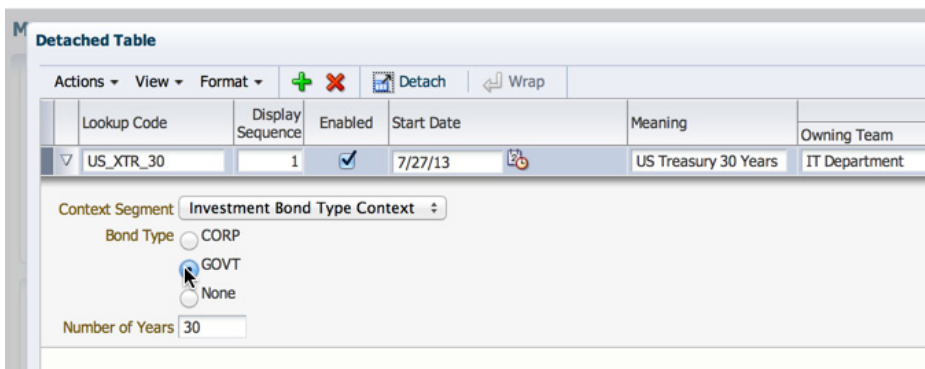 M
Detached Table
Actions View Format Detach Wrap
Lookup Code Display Sequence Enabled Start Date Meaning Owning Team
US_XTR_30 1 7/27/13 US Treasury 30 Years IT Department
Context Segment Investment Bond Type Context
Bond Type CORP
GOVT
None
Number of Years 30